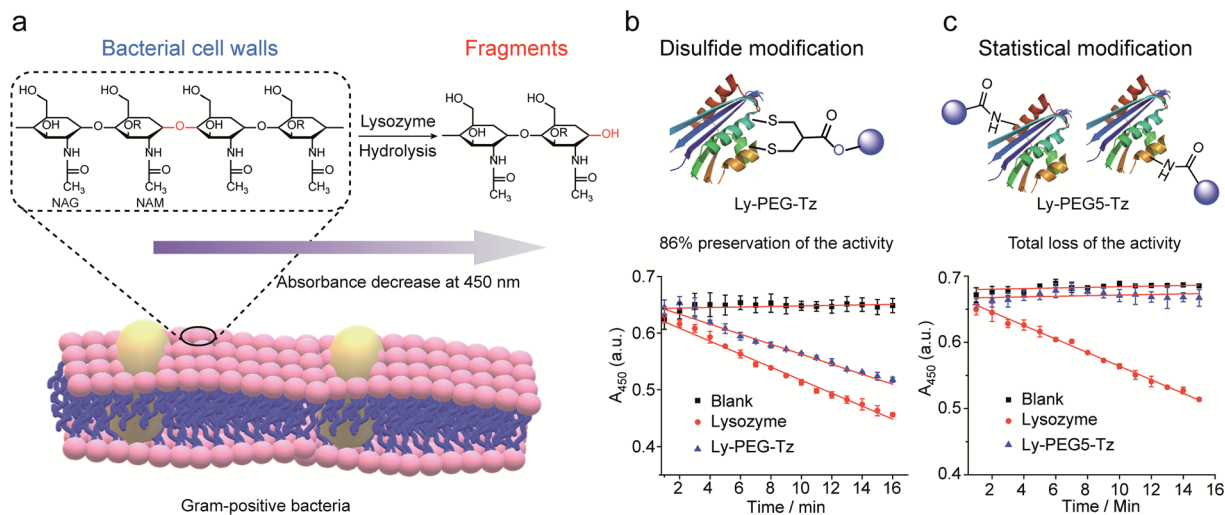 a
Bacterial cell walls
Fragments
HO HO HO HO
OH OR OH OR
O O O O O
NH NH NH NH
O O O O
CH3 CH3 CH3 CH3
NAG NAM
Lysozyme
Hydrolysis
HO HO
OH OR OH
O O O
NH NH
O O
CH3 CH3
Absorbance decrease at 450 nm
Gram-positive bacteria
b
Disulfide modification
S O
S O
Ly-PEG-Tz
86% preservation of the activity
0.7
0.6
0.5
0.4
A450 (a.u.)
Blank
Lysozyme
Ly-PEG-Tz
2 4 6 8 10 12 14 16
Time / min
c
Statistical modification
O
N
H
H
N
O
Ly-PEG5-Tz
Total loss of the activity
0.7
0.6
0.5
0.4
A450 (a.u.)
Blank
Lysozyme
Ly-PEG5-Tz
2 4 6 8 10 12 14 16
Time / Min